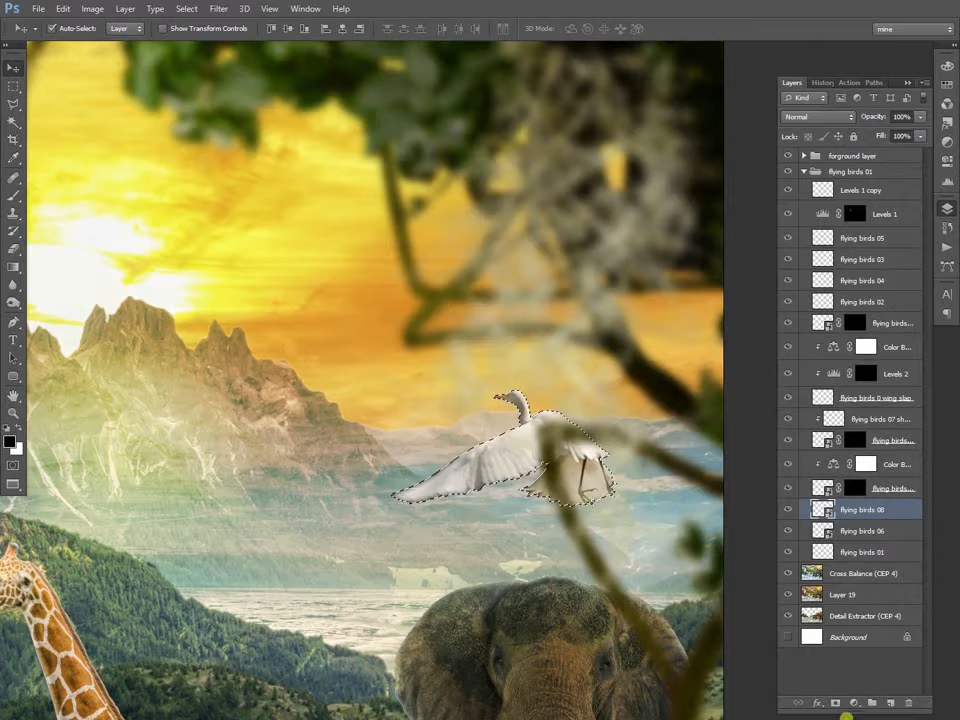 Ps File Edit Image Layer Type Select Filter 3D View Window Help
Auto-Select: Layer Show Transform Controls 3D Mode: mine
Layers History Action Paths
Kind
Normal Opacity: 100%
Lock: Fill: 100%
forground layer
flying birds 01
Levels 1 copy
Levels 1
flying birds 05
flying birds 03
flying birds 04
flying birds 02
flying birds...
Color B...
Levels 2
flying birds 0 wing slap
flying birds 07 sh...
flying birds...
Color B...
flying birds...
flying birds 08
flying birds 06
flying birds 01
Cross Balance (CEP 4)
Layer 19
Detail Extractor (CEP 4)
Background